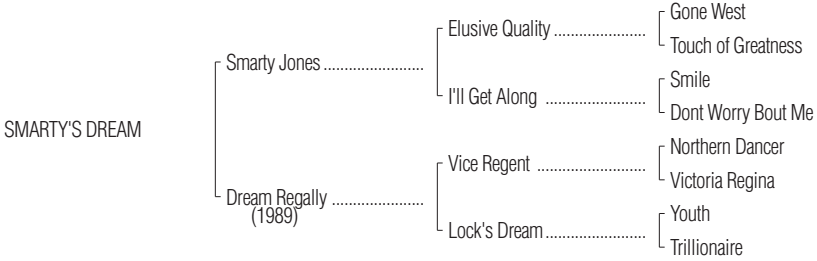 Gone West
Elusive Quality ......................
Touch of Greatness
Smarty Jones ........................
Smile
I'll Get Along ........................
Dont Worry Bout Me
SMARTY'S DREAM
Northern Dancer
Vice Regent ..........................
Victoria Regina
Dream Regally ......................
(1989)
Youth
Lock's Dream........................
Trillionaire